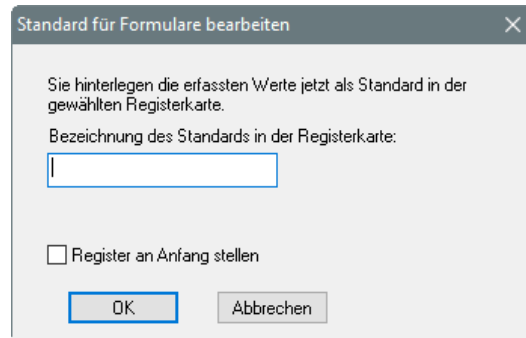 Standard für Formulare bearbeiten
Sie hinterlegen die erfassten Werte jetzt als Standard in der
gewählten Registerkarte.
Bezeichnung des Standards in der Registerkarte:
Register an Anfang stellen
OK Abbrechen